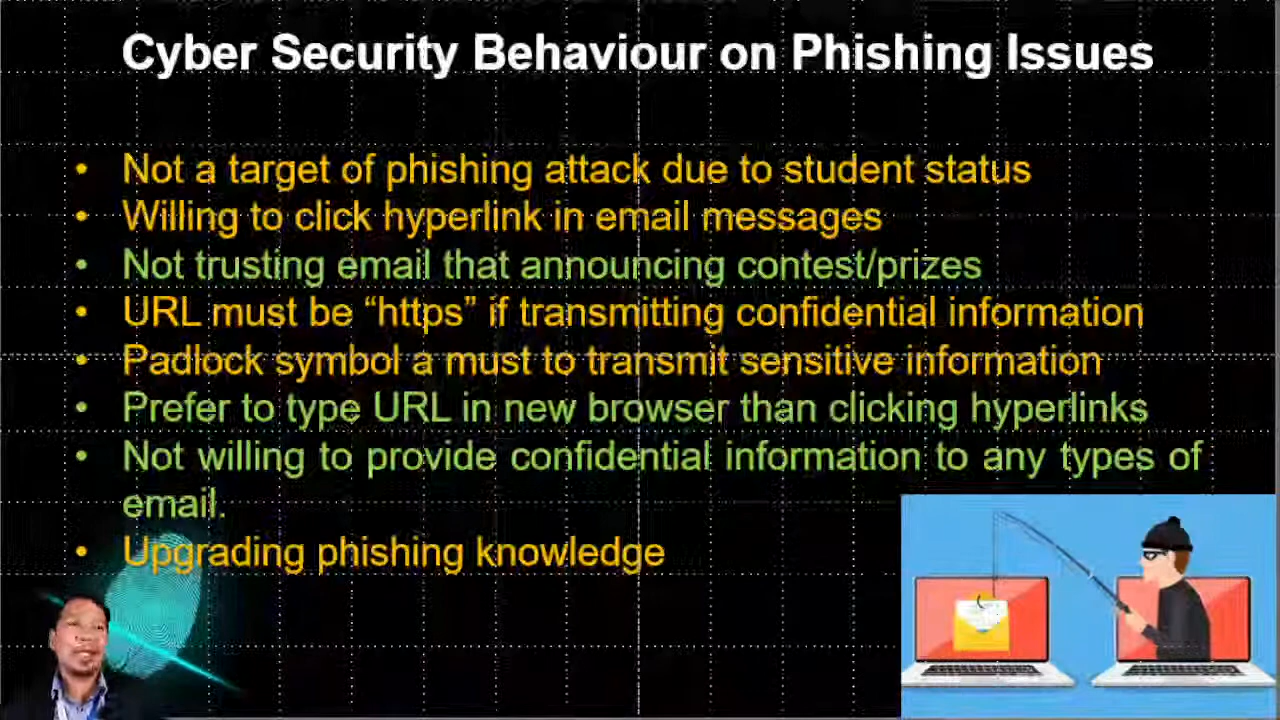 Cyber Security Behaviour on Phishing Issues
• Not a target of phishing attack due to student status
• Willing to click hyperlink in email messages
• Not trusting email that announcing contest/prizes
• URL must be “https” if transmitting confidential information
• Padlock symbol a must to transmit sensitive information
• Prefer to type URL in new browser than clicking hyperlinks
• Not willing to provide confidential information to any types of
email.
• Upgrading phishing knowledge